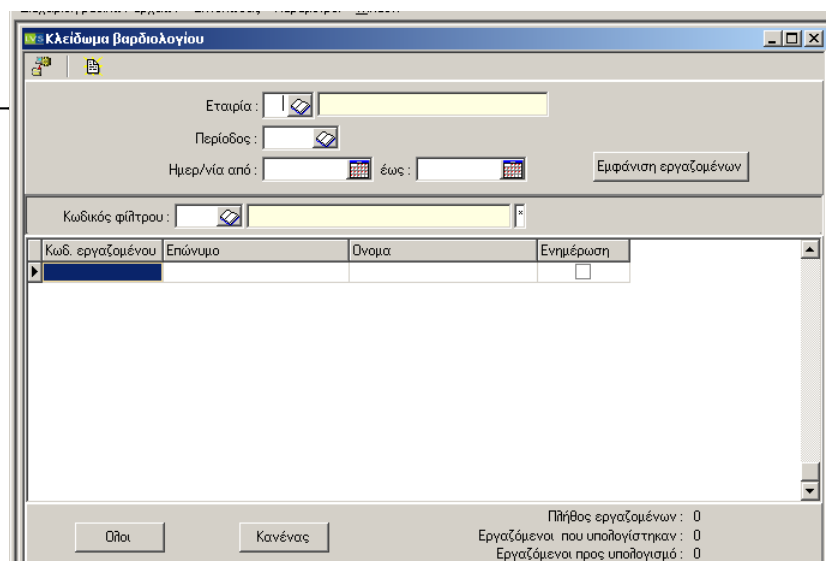 Κλείδωμα βαρδιολογίου
Εταιρία :
Περίοδος :
Ημερ/νία από : έως :
Εμφάνιση εργαζομένων
Κωδικός φίλτρου : *
Κωδ. εργαζομένου Επώνυμο Ονομα Ενημέρωση
Πλήθος εργαζομένων : 0
Ολοι Κανένας Εργαζόμενοι που υπολογίστηκαν : 0
Εργαζόμενοι προς υπολογισμό : 0